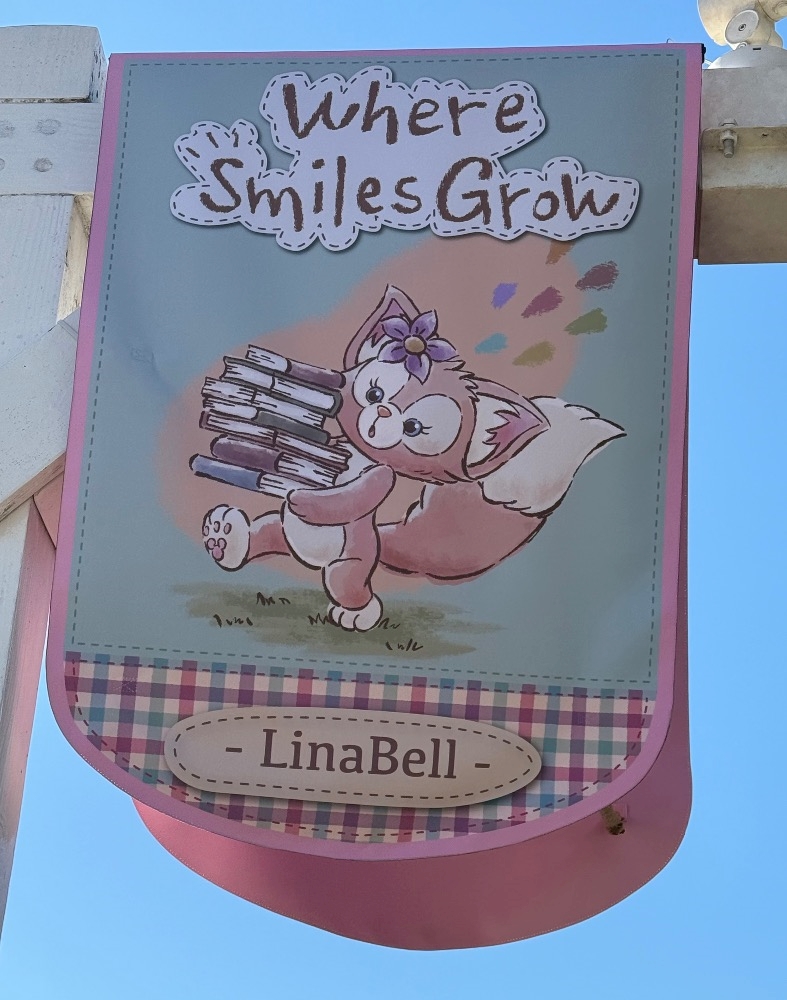 Where
Smiles Grow
- LinaBell -